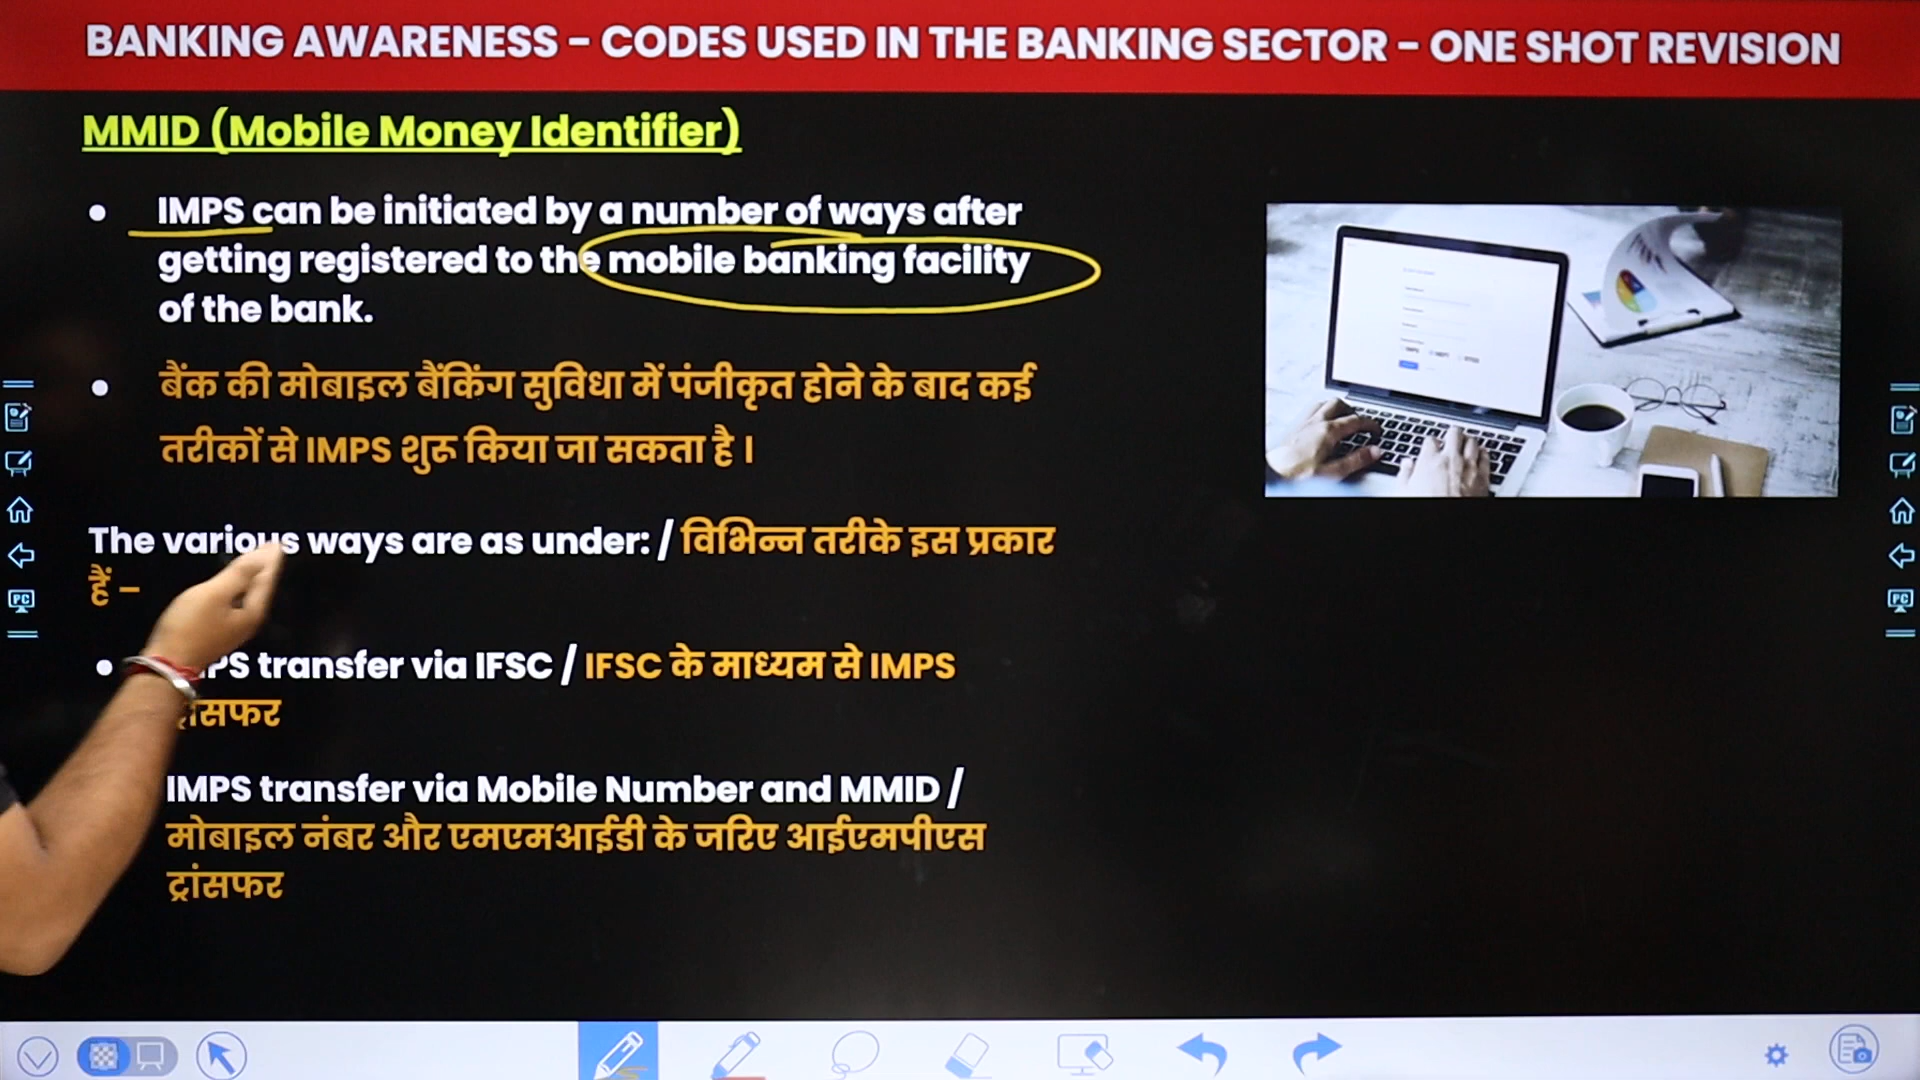 BANKING AWARENESS – CODES USED IN THE BANKING SECTOR – ONE SHOT REVISION
MMID (Mobile Money Identifier)
• IMPS can be initiated by a number of ways after
getting registered to the mobile banking facility
of the bank.
• बैंक की मोबाइल बैंकिंग सुविधा में पंजीकृत होने के बाद कई
तरीकों से IMPS शुरू किया जा सकता है ।
The various ways are as under: / विभिन्न तरीके इस प्रकार
हैं –
• transfer via IFSC / IFSC के माध्यम से IMPS
IMPS transfer via Mobile Number and MMID /
मोबाइल नंबर और एमएमआईडी के जरिए आईएमपीएस
ट्रांसफर
PC
PC